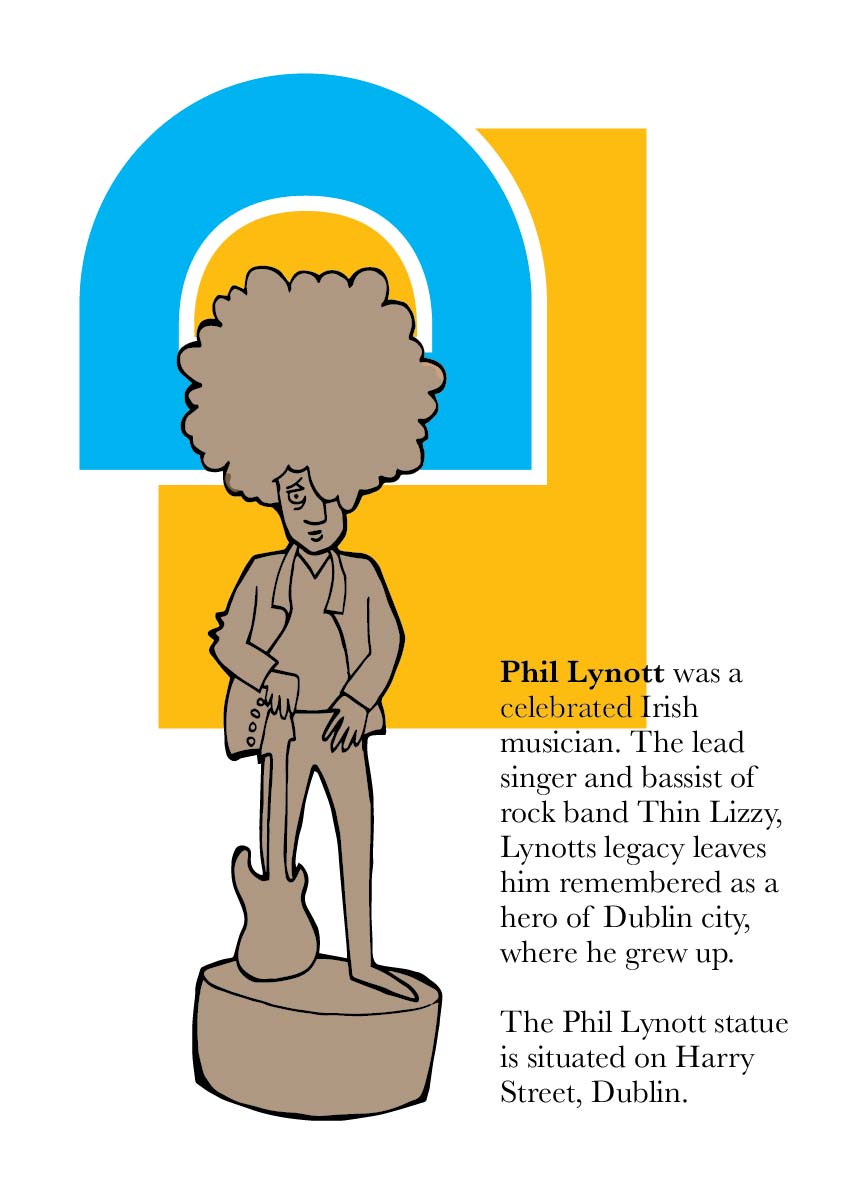 Phil Lynott was a
celebrated Irish
musician. The lead
singer and bassist of
rock band Thin Lizzy,
Lynotts legacy leaves
him remembered as a
hero of Dublin city,
where he grew up.
The Phil Lynott statue
is situated on Harry
Street, Dublin.